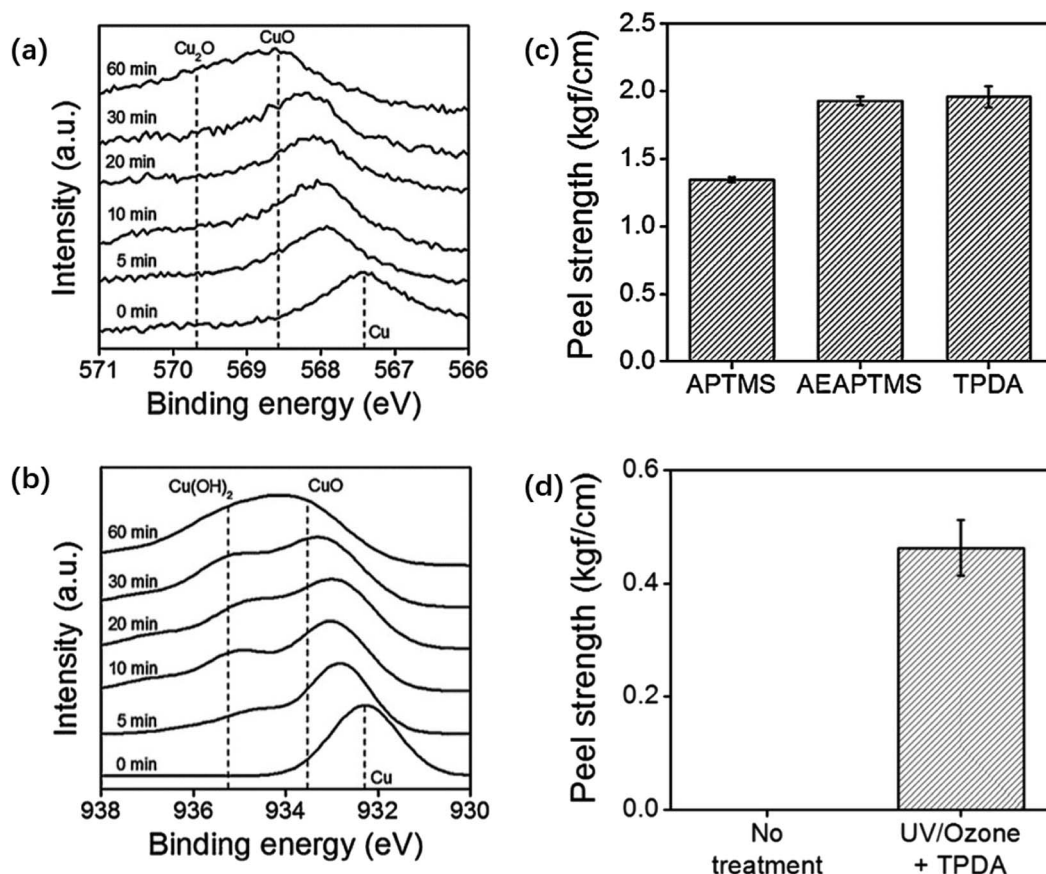 (a)
Cu₂O
CuO
60 min
30 min
20 min
10 min
5 min
0 min
Cu
Intensity (a.u.)
571 570 569 568 567 566
Binding energy (eV)
(b)
Cu(OH)₂
CuO
60 min
30 min
20 min
10 min
5 min
0 min
Cu
Intensity (a.u.)
938 936 934 932 930
Binding energy (eV)
(c)
Peel strength (kgf/cm)
2.5
2.0
1.5
1.0
0.5
0.0
APTMS AEAPTMS TPDA
(d)
Peel strength (kgf/cm)
0.6
0.4
0.2
0.0
No
treatment
UV/Ozone
+ TPDA